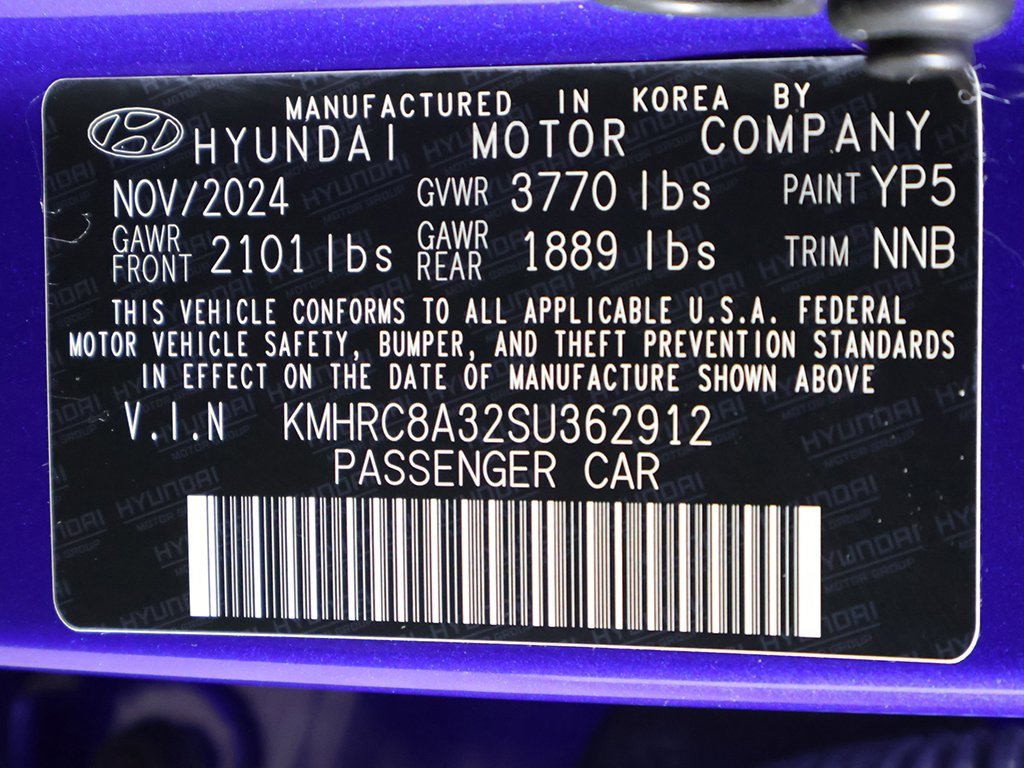 MANUFACTURED IN KOREA BY
HYUNDAI MOTOR COMPANY
NOV/2024 GVWR 3770 lbs PAINT YP5
GAWR FRONT 2101 lbs GAWR REAR 1889 lbs TRIM NNB
THIS VEHICLE CONFORMS TO ALL APPLICABLE U.S.A. FEDERAL
MOTOR VEHICLE SAFETY, BUMPER, AND THEFT PREVENTION STANDARDS
IN EFFECT ON THE DATE OF MANUFACTURE SHOWN ABOVE
V.I.N KMHRC8A32SU362912
PASSENGER CAR